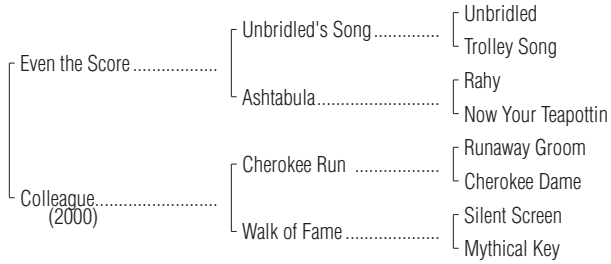 Unbridled
Unbridled's Song ..............
Trolley Song
Even the Score ..................
Rahy
Ashtabula..........................
Now Your Teapottin
Runaway Groom
Cherokee Run ..................
Cherokee Dame
Colleague..........................
(2000)
Silent Screen
Walk of Fame ....................
Mythical Key